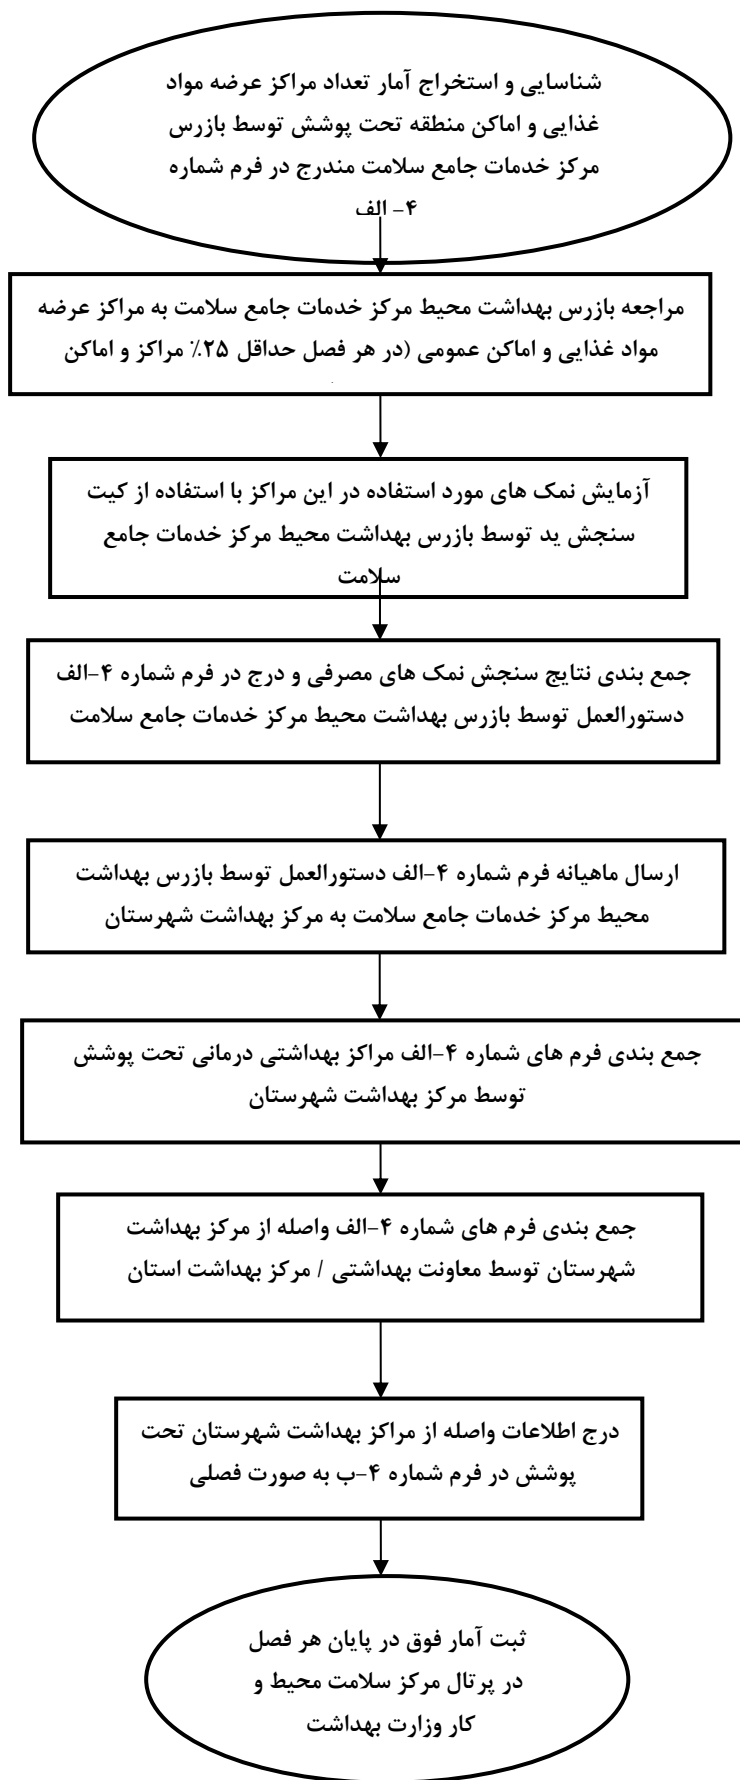 شناسایی و استخراج آمار تعداد مراکز عرضه مواد
غذایی و اماکن منطقه تحت پوشش توسط بازرس
مرکز خدمات جامع سلامت مندرج در فرم شماره
۴- الف
مراجعه بازرس بهداشت محیط مرکز خدمات جامع سلامت به مراکز عرضه
مواد غذایی و اماکن عمومی (در هر فصل حداقل ۲۵٪ مراکز و اماکن
آزمایش نمک های مورد استفاده در این مراکز با استفاده از کیت
سنجش ید توسط بازرس بهداشت محیط مرکز خدمات جامع
سلامت
جمع بندی نتایج سنجش نمک های مصرفی و درج در فرم شماره ۴-الف
دستورالعمل توسط بازرس بهداشت محیط مرکز خدمات جامع سلامت
ارسال ماهیانه فرم شماره ۴-الف دستورالعمل توسط بازرس بهداشت
محیط مرکز خدمات جامع سلامت به مرکز بهداشت شهرستان
جمع بندی فرم های شماره ۴-الف مراکز بهداشتی درمانی تحت پوشش
توسط مرکز بهداشت شهرستان
جمع بندی فرم های شماره ۴-الف واصله از مرکز بهداشت
شهرستان توسط معاونت بهداشتی / مرکز بهداشت استان
درج اطلاعات واصله از مراکز بهداشت شهرستان تحت
پوشش در فرم شماره ۴-ب به صورت فصلی
ثبت آمار فوق در پایان هر فصل
در پرتال مرکز سلامت محیط و
کار وزارت بهداشت